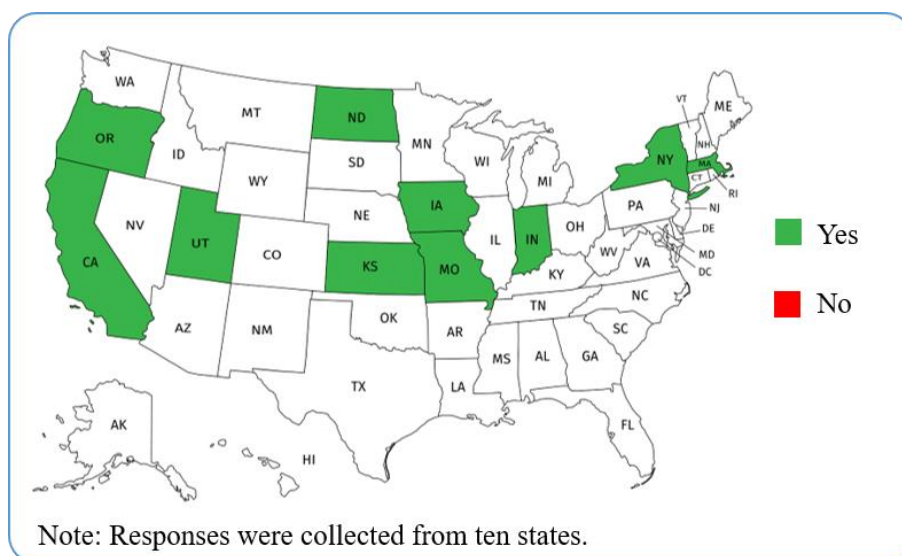 WA
MT
ND
MN
VT
ME
OR
ID
SD
WI
NY
NH
MA
WY
MI
CT
RI
NV
UT
NE
IA
PA
NJ
Yes
CA
CO
KS
MO
IL
IN
OH
WV
VA
DE
MD
DC
KY
No
AZ
NM
OK
AR
TN
NC
SC
TX
LA
MS
AL
GA
AK
HI
FL
Note: Responses were collected from ten states.